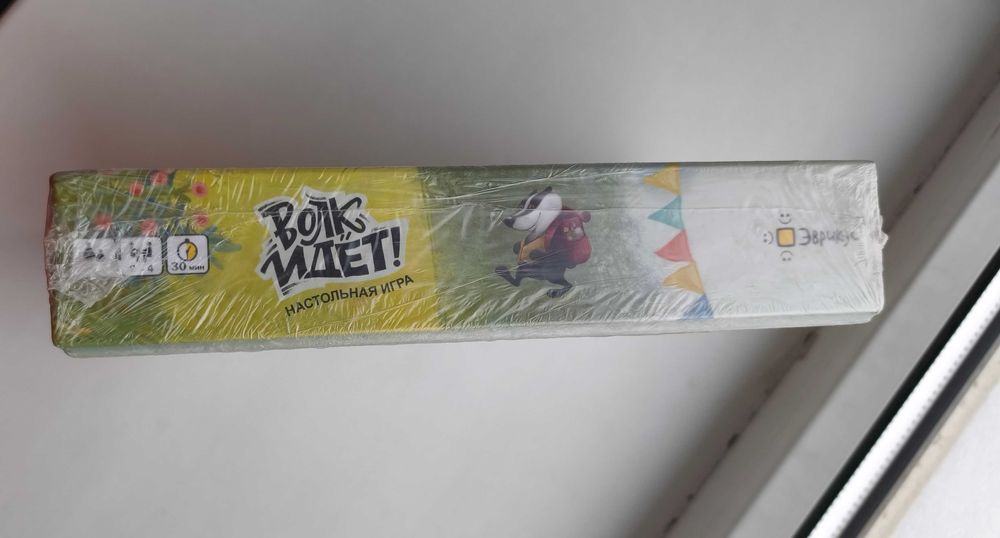 30 мин
ВОЛК
ИДЁТ!
НАСТОЛЬНАЯ ИГРА
Эврикус